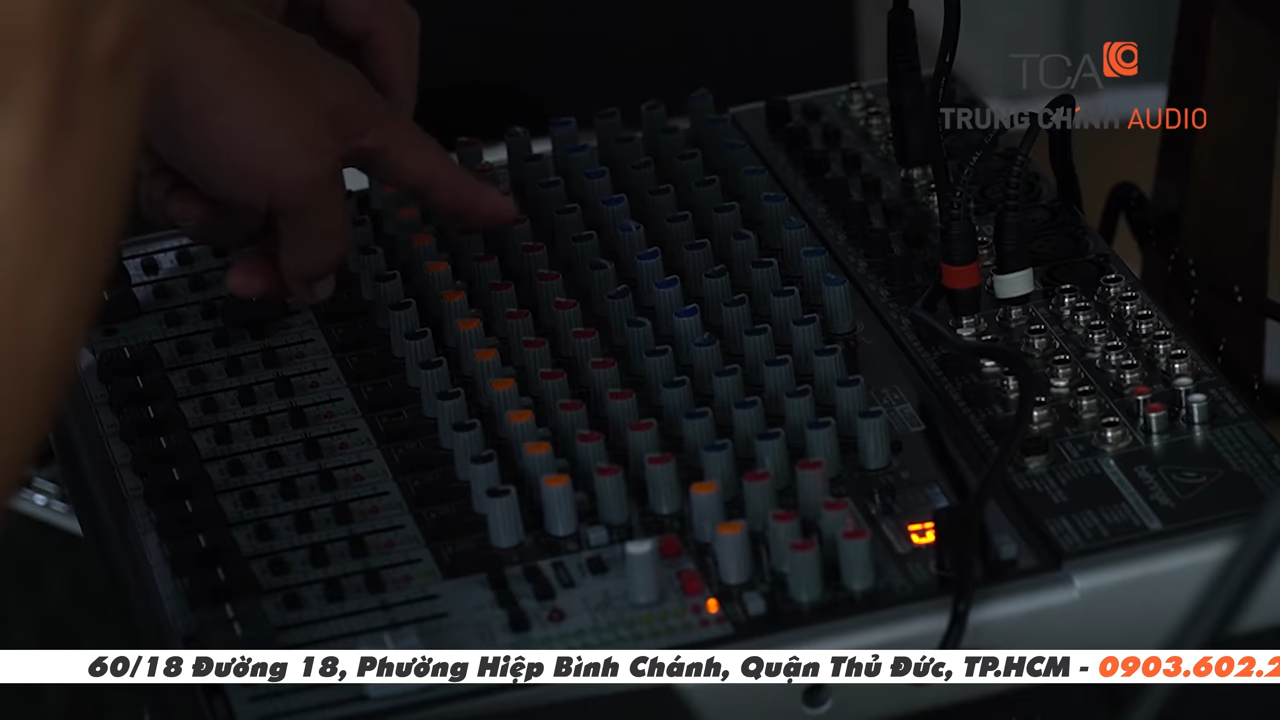 TCA
TRUNG CHÍNH AUDIO
behringer
60/18 Đường 18, Phường Hiệp Bình Chánh, Quận Thủ Đức, TP.HCM - 0903.602.2